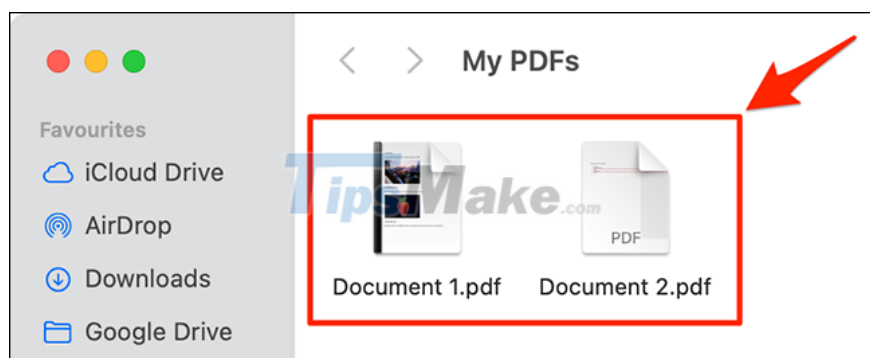 My PDFs
Favourites
iCloud Drive
AirDrop
Downloads
Google Drive
TipsMake.com
PDF
Document 1.pdf
Document 2.pdf